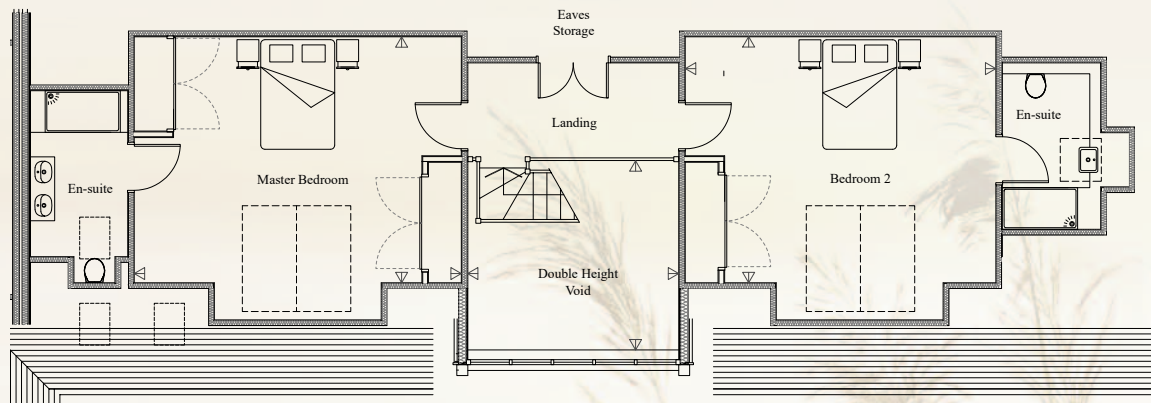 Eaves
Storage
Landing
En-suite
En-suite
Master Bedroom
Bedroom 2
Double Height
Void